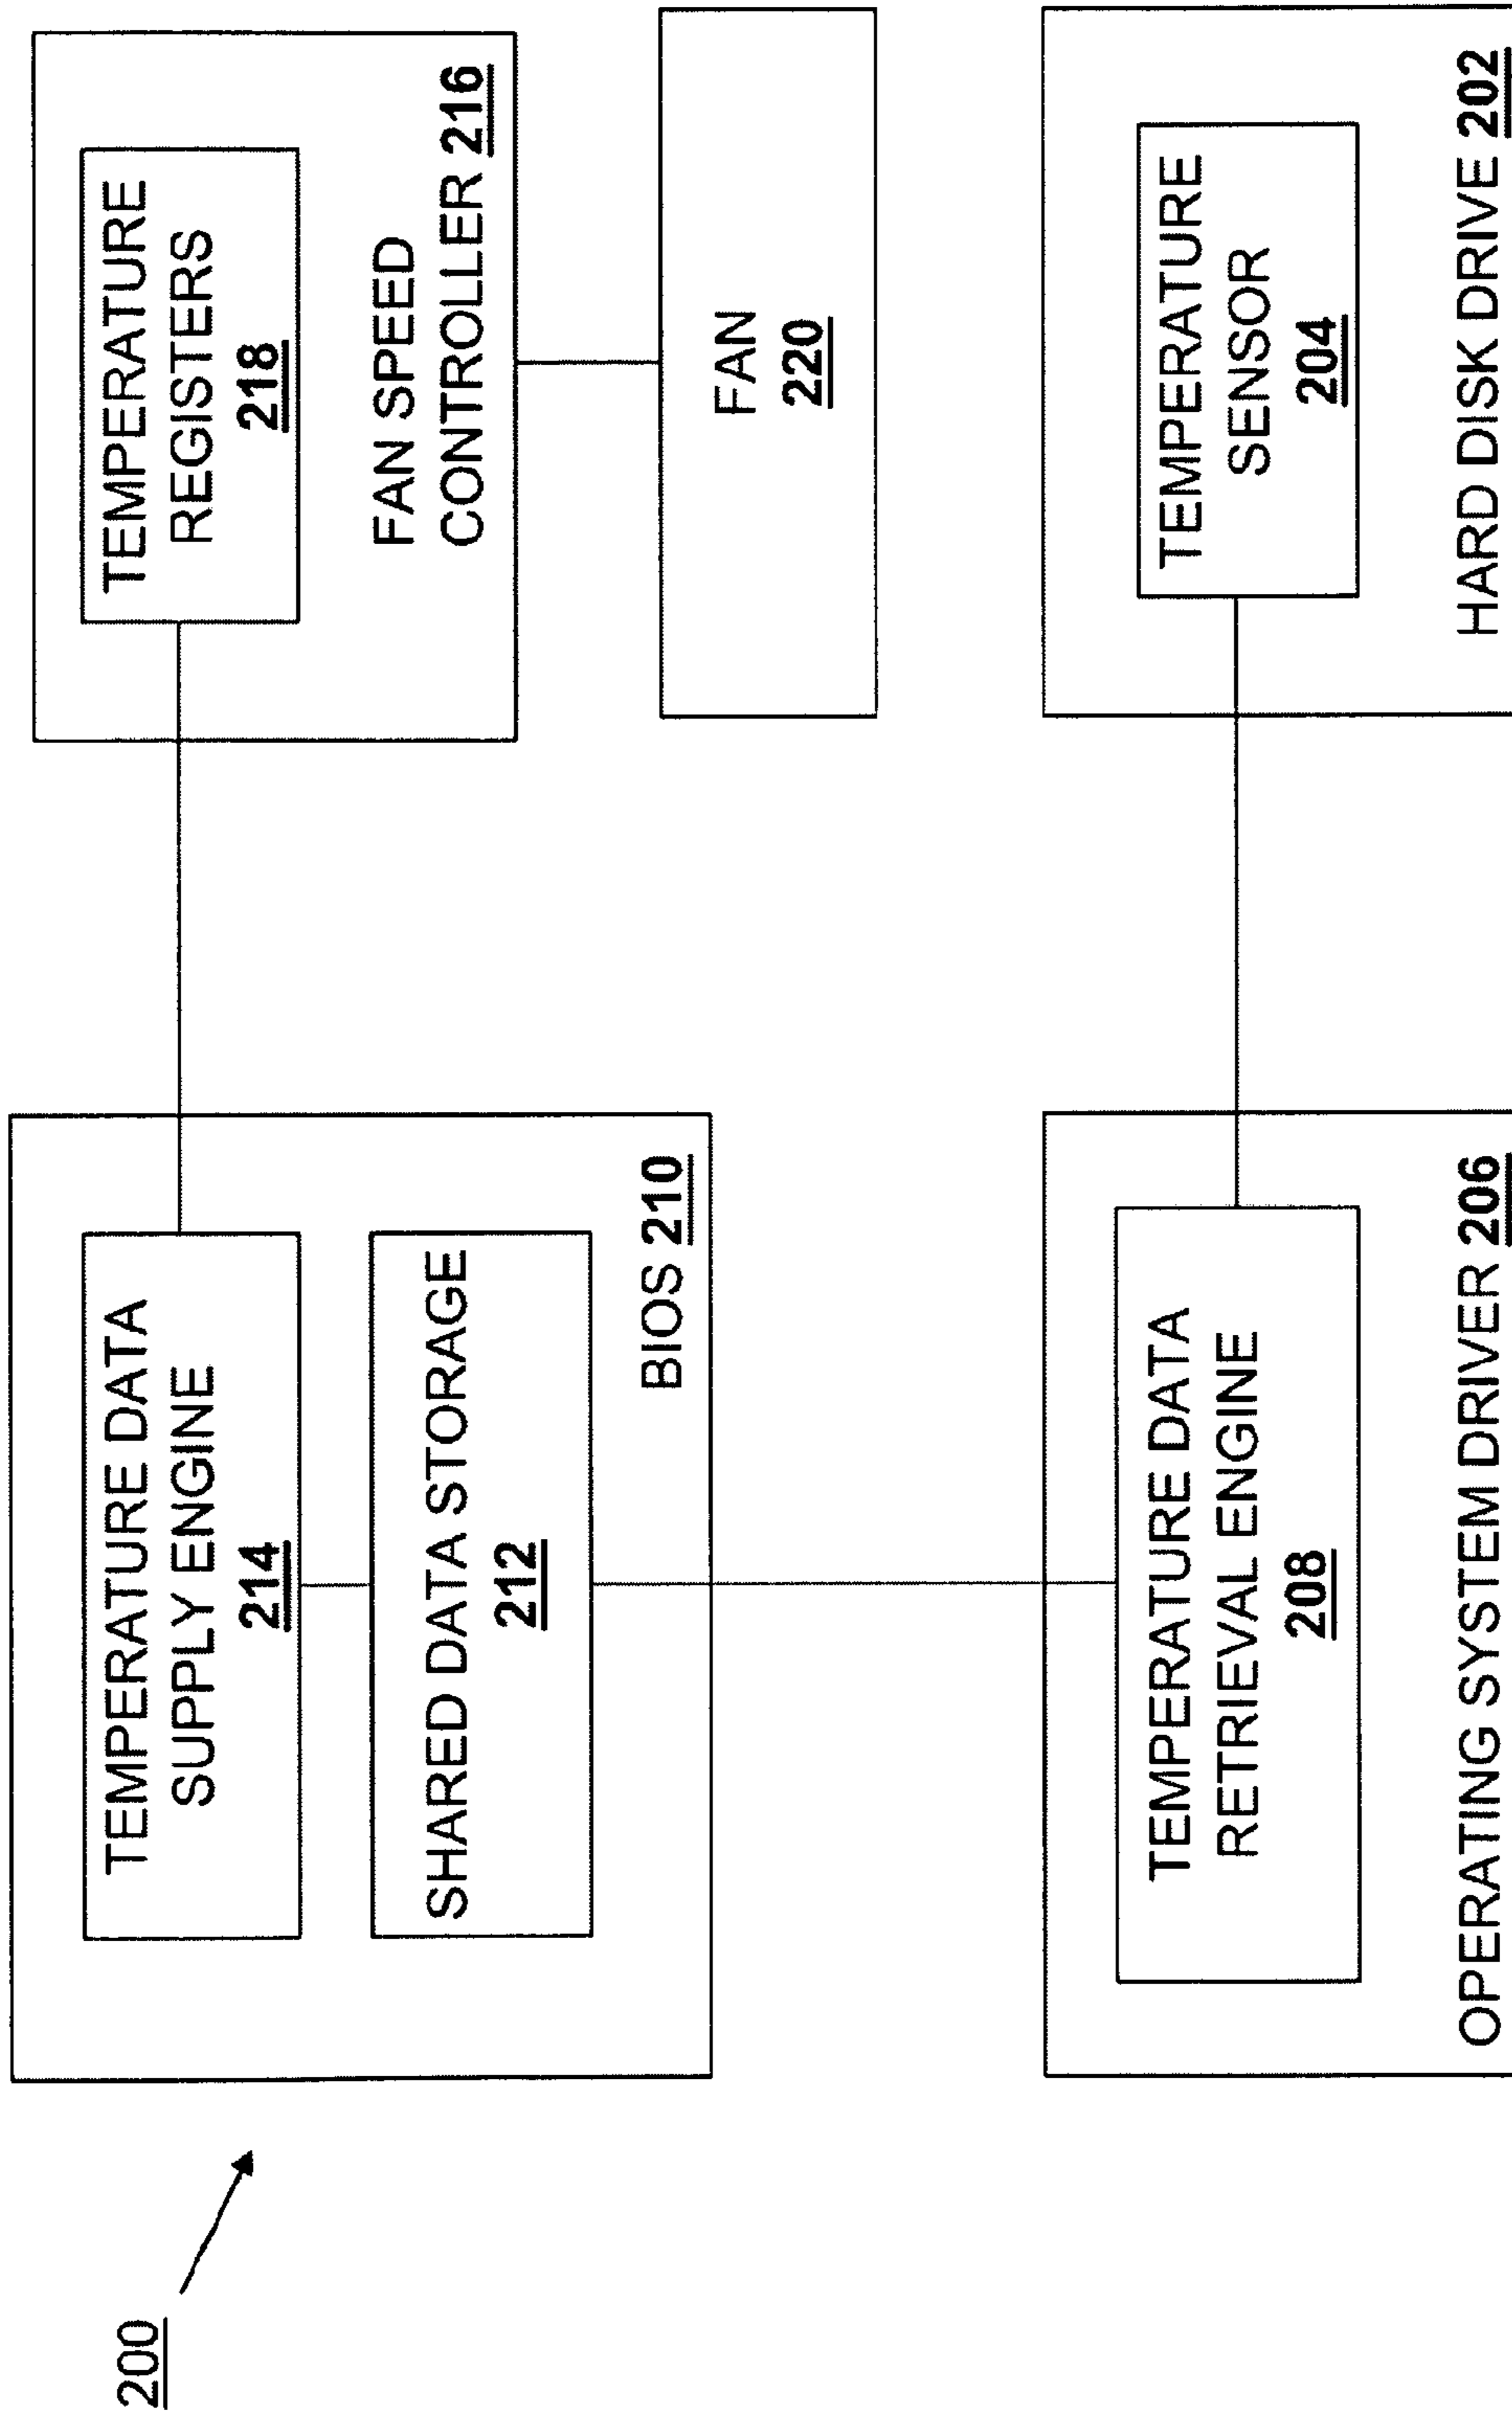 200
TEMPERATURE DATA
SUPPLY ENGINE
214
SHARED DATA STORAGE
212
BIOS 210
TEMPERATURE
REGISTERS
218
FAN SPEED
CONTROLLER 216
FAN
220
TEMPERATURE DATA
RETRIEVAL ENGINE
208
OPERATING SYSTEM DRIVER 206
TEMPERATURE
SENSOR
204
HARD DISK DRIVE 202